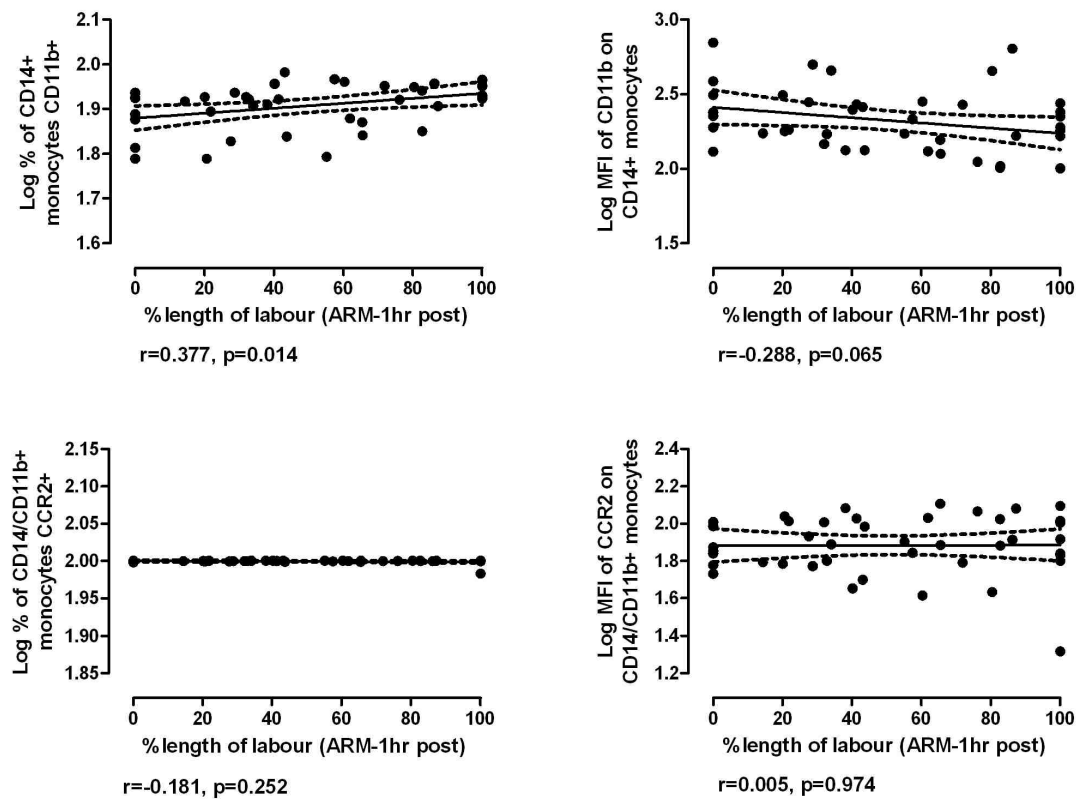 Log % of CD14+
monocytes CD11b+
2.1
2.0
1.9
1.8
1.7
1.6
0 20 40 60 80 100
% length of labour (ARM-1hr post)
r=0.377, p=0.014
Log MFI of CD11b on
CD14+ monocytes
3.0
2.5
2.0
1.5
0 20 40 60 80 100
% length of labour (ARM-1hr post)
r=-0.288, p=0.065
Log % of CD14/CD11b+
monocytes CCR2+
2.15
2.10
2.05
2.00
1.95
1.90
1.85
0 20 40 60 80 100
% length of labour (ARM-1hr post)
r=-0.181, p=0.252
Log MFI of CCR2 on
CD14/CD11b+ monocytes
2.4
2.2
2.0
1.8
1.6
1.4
1.2
0 20 40 60 80 100
% length of labour (ARM-1hr post)
r=0.005, p=0.974